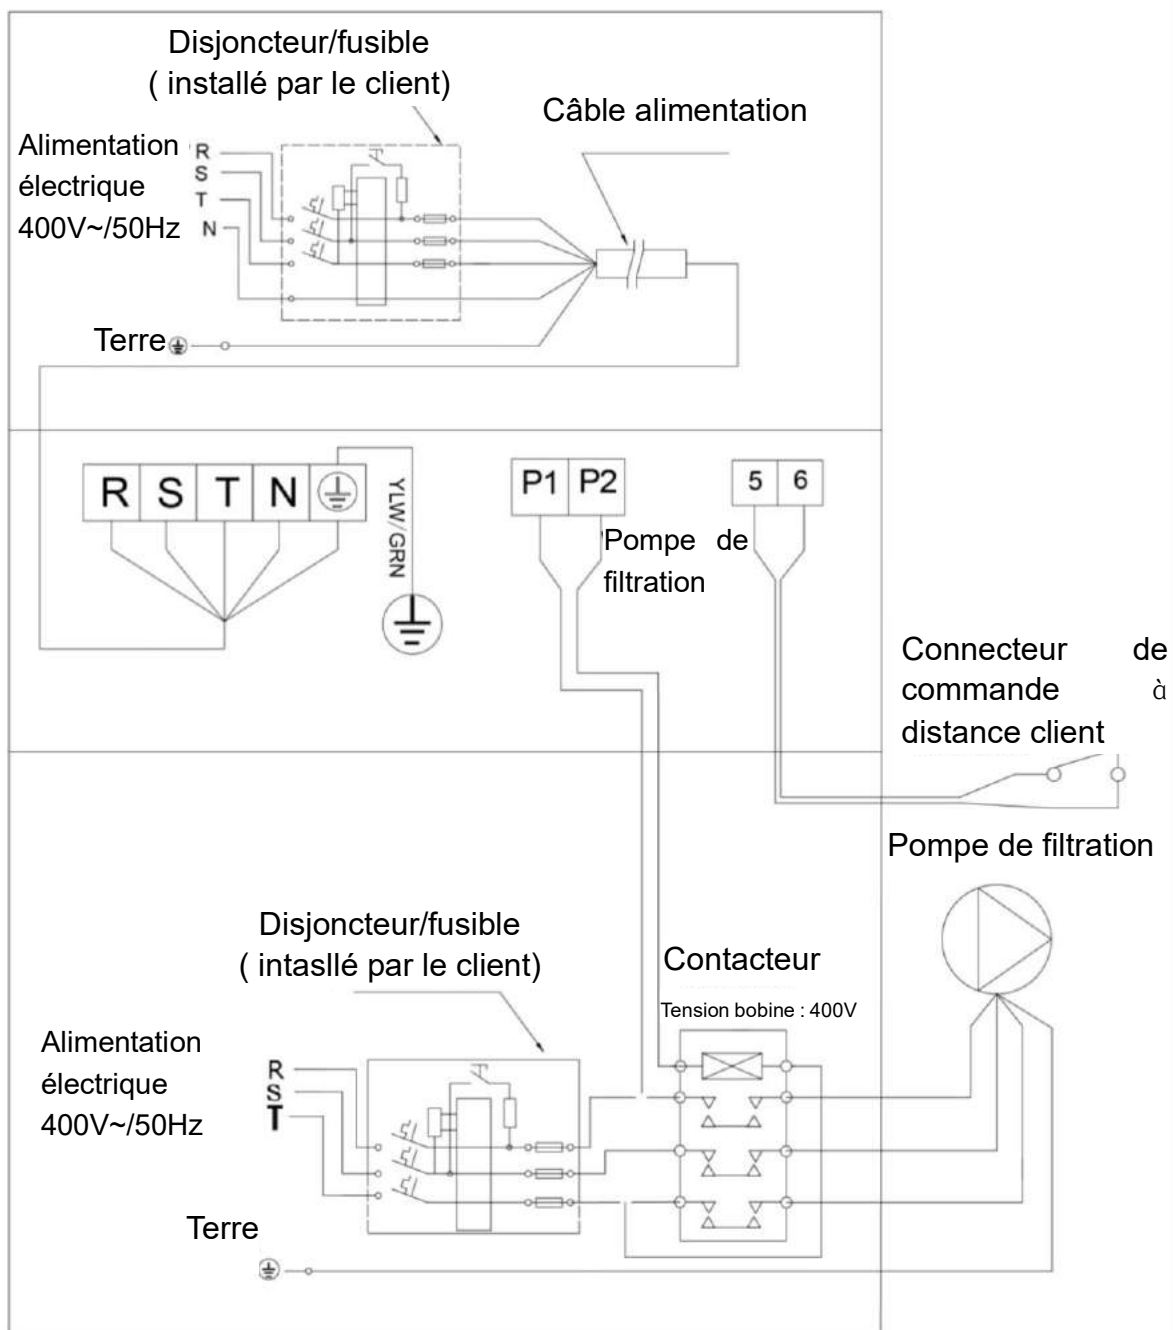 Disjoncteur/fusible
( installé par le client)
Câble alimentation
Alimentation
électrique
400V~/50Hz
R
S
T
N
Terre
R S T N
YLW/GRN
P1 P2
Pompe de
filtration
5 6
Connecteur de
commande à
distance client
Pompe de filtration
Disjoncteur/fusible
( intasllé par le client)
Contacteur
Tension bobine : 400V
Alimentation
électrique
400V~/50Hz
R
S
T
Terre